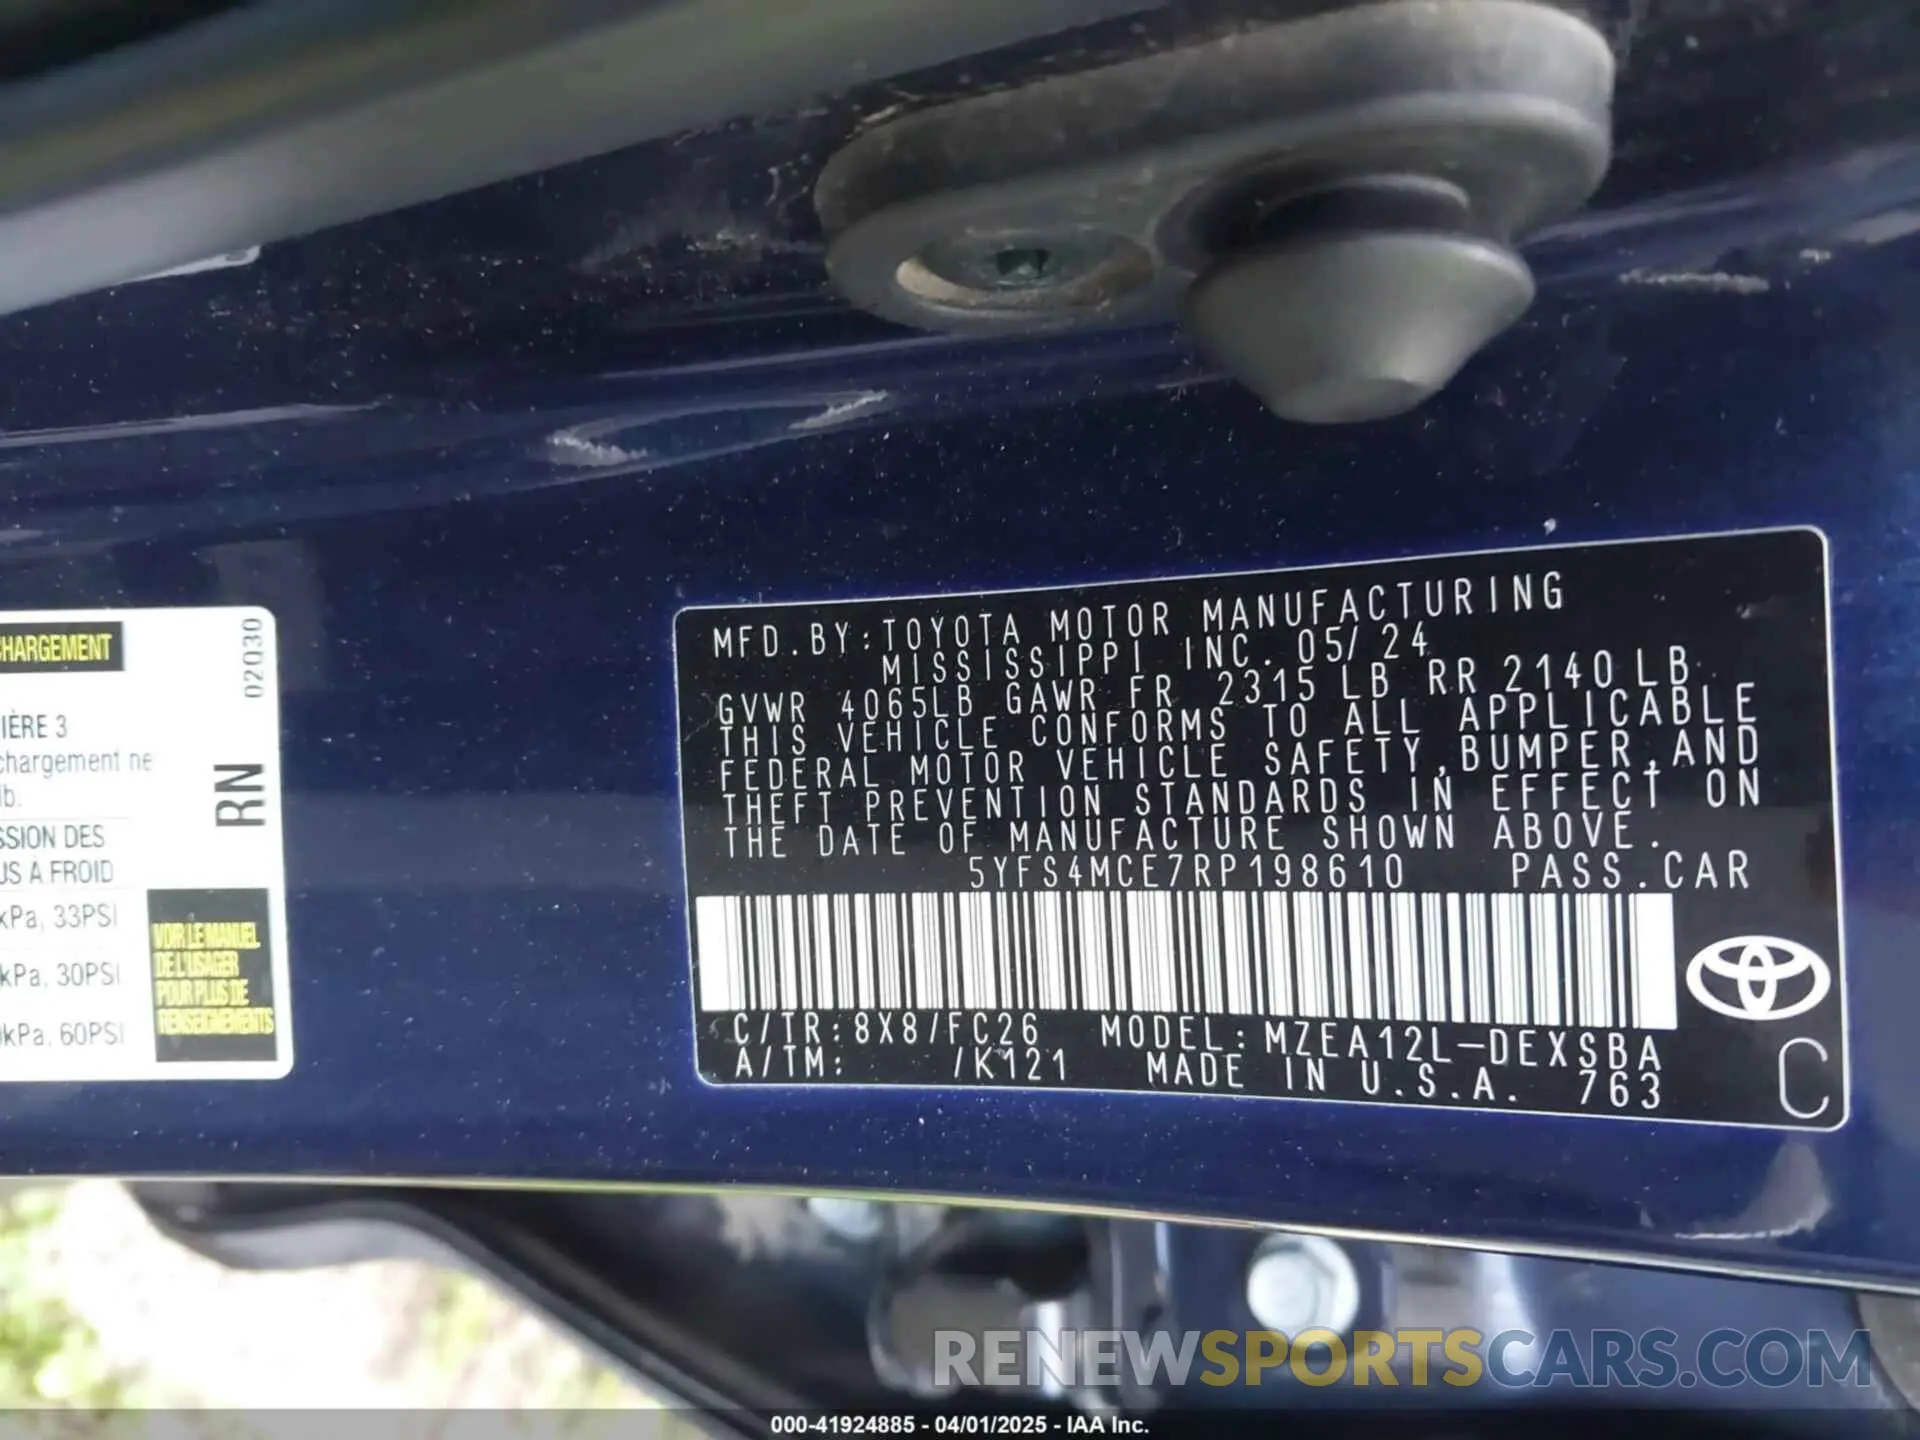 CHARGEMENT
02030
IÈRE 3
chargement ne
lb.
RN
SSION DES
US À FROID
kPa, 33PSI
kPa, 30PSI
kPa, 60PSI
VOIR LE MANUEL
DE L'USAGER
POUR PLUS DE
RENSEIGNEMENTS
MFD. BY: TOYOTA MOTOR MANUFACTURING
MISSISSIPPI INC. 05/24
GVWR 4065LB GAWR FR 2315 LB RR 2140 LB
THIS VEHICLE CONFORMS TO ALL APPLICABLE
FEDERAL MOTOR VEHICLE SAFETY, BUMPER, AND
THEFT PREVENTION STANDARDS IN EFFECT ON
THE DATE OF MANUFACTURE SHOWN ABOVE.
5YFS4MCE7RP198610 PASS. CAR
C/TR: 8X8/FC26 MODEL: MZEA12L-DEXSBA
A/TM: /K121 MADE IN U.S.A. 763
C
RENEWSPORTSCARS.COM
000-41924885 - 04/01/2025 - IAA Inc.